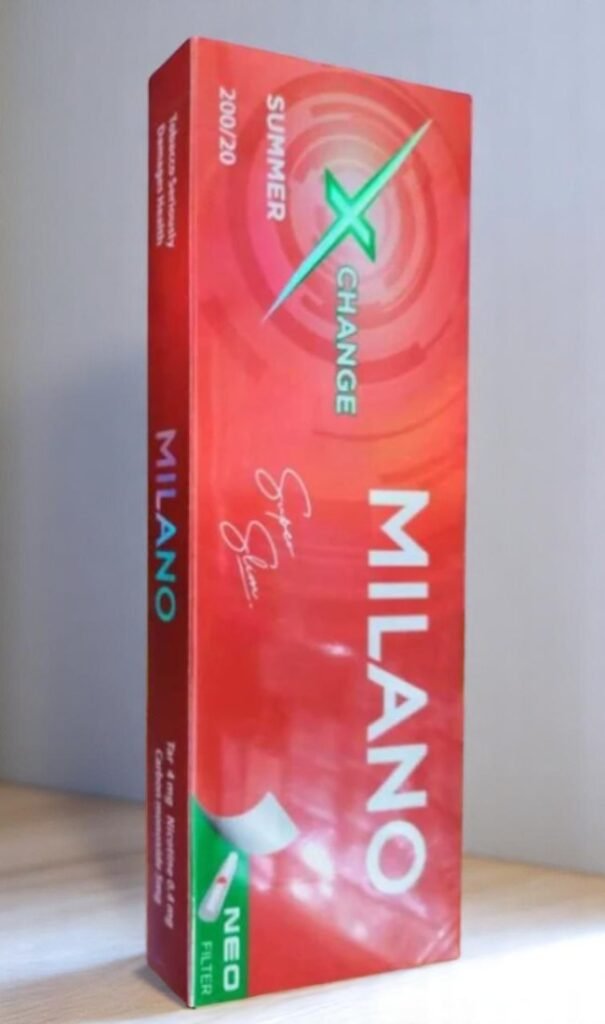 MILANO
X CHANGE
SUMMER
200/20
Super
Slim.
NEO
FILTER
Tobacco Seriously
Damages Health
MILANO
Tar 4 mg Nicotine 0.4 mg
Carbon monoxide 5mg